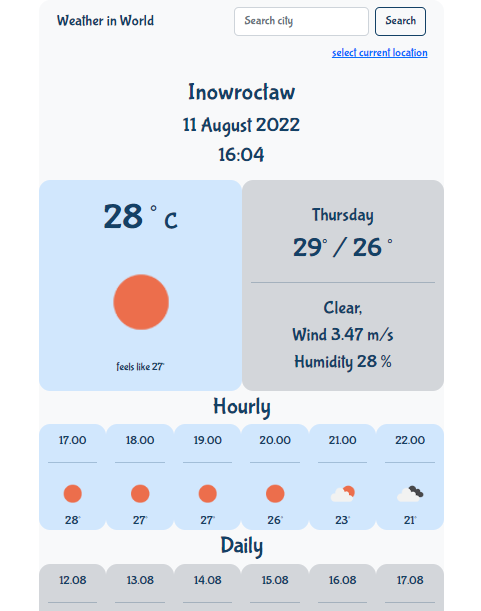 Weather in World Search city Search
select current location
Inowrocław
11 August 2022
16:04
28 ° C
feels like 27°
Thursday
29° / 26 °
Clear,
Wind 3.47 m/s
Humidity 28 %
Hourly
17.00 18.00 19.00 20.00 21.00 22.00
28° 27° 27° 26° 23° 21°
Daily
12.08 13.08 14.08 15.08 16.08 17.08